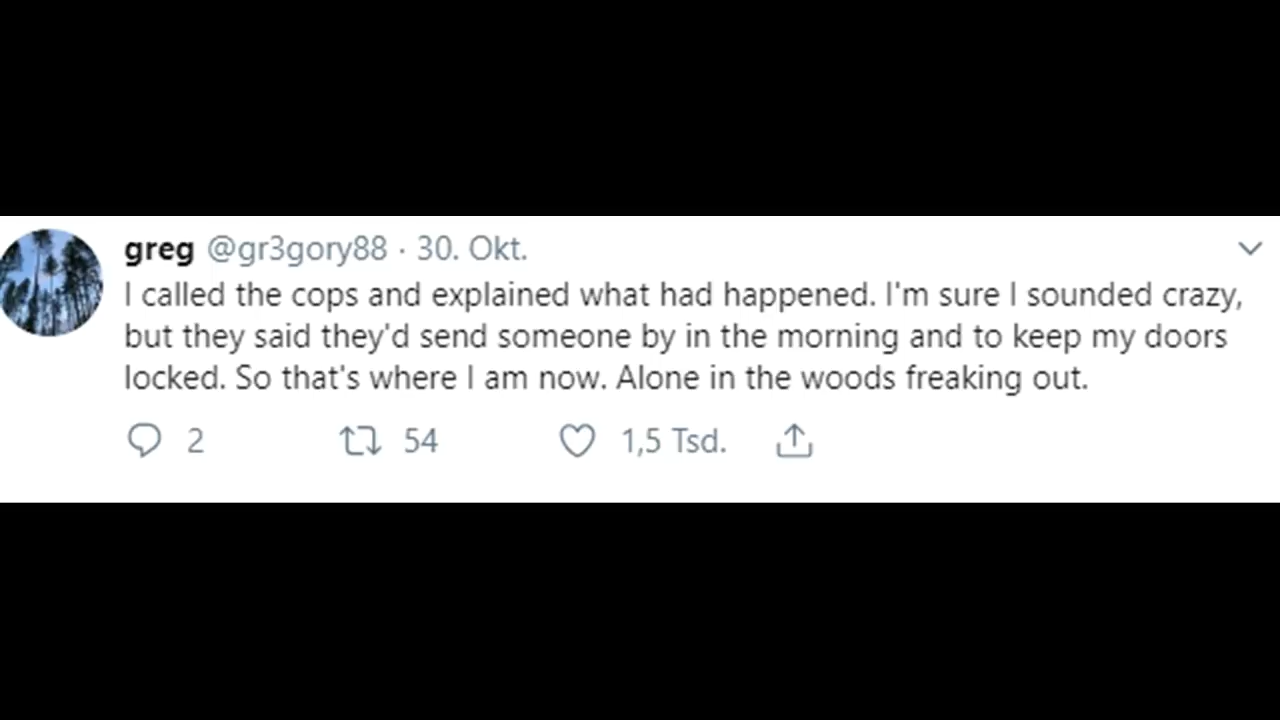 greg @gr3gory88 · 30. Okt.
I called the cops and explained what had happened. I'm sure I sounded crazy,
but they said they'd send someone by in the morning and to keep my doors
locked. So that's where I am now. Alone in the woods freaking out.
2 54 1,5 Tsd.